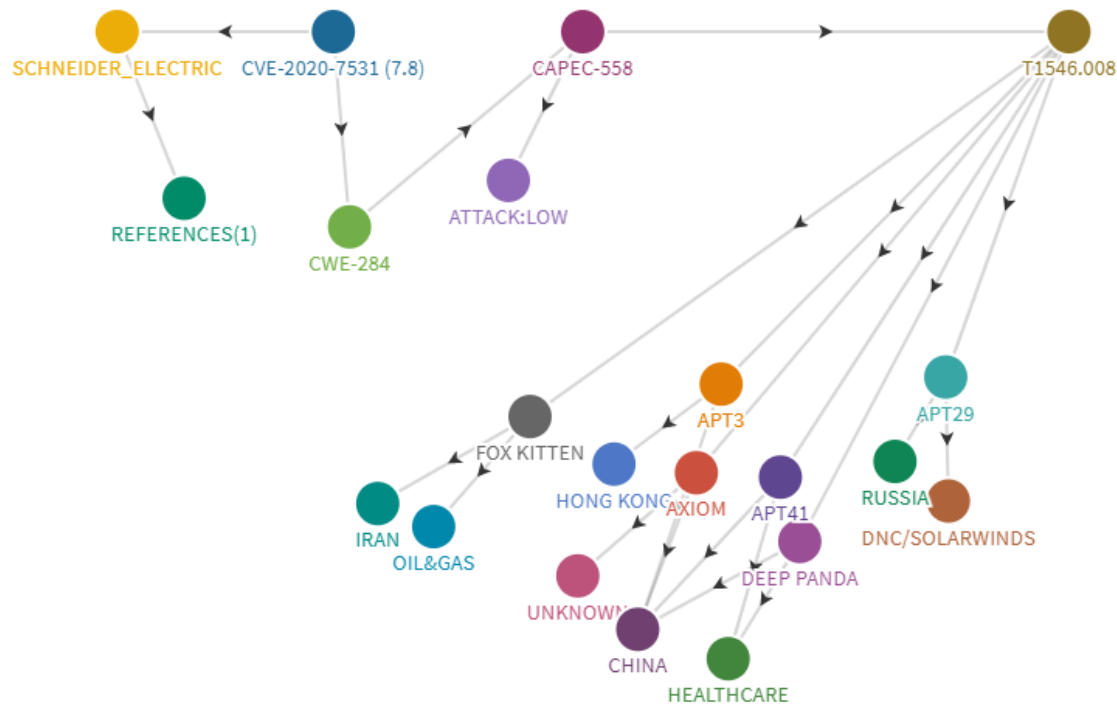 SCHNEIDER_ELECTRIC
CVE-2020-7531 (7.8)
CAPEC-558
T1546.008
ATTACK:LOW
REFERENCES(1)
CWE-284
APT29
APT3
FOX KITTEN
HONG KONG
AXIOM
APT41
RUSSIA
IRAN
DNC/SOLARWINDS
OIL&GAS
DEEP PANDA
UNKNOWN
CHINA
HEALTHCARE